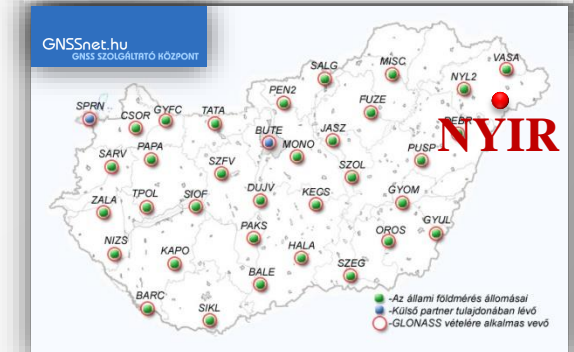 GNSSnet.hu
GNSS SZOLGÁLTATÓ KÖZPONT
SALG
MISC
VASA
PEN2
NYL2
SPRN
CSOR
GYFC
TATA
FUZE
DEBR
BUTE
MONO
JASZ
NYIR
SARV
PAPA
SZFV
PUSP
SZOL
ZALA
TPOL
SIOF
DUJV
KECS
GYOM
GYUL
NIZS
KAPO
PAKS
HALA
OROS
SZEG
BALE
BARC
SIKL
-Az állami földmérés állomásai
-Külső partner tulajdonában lévő
-GLONASS vételére alkalmas vevő